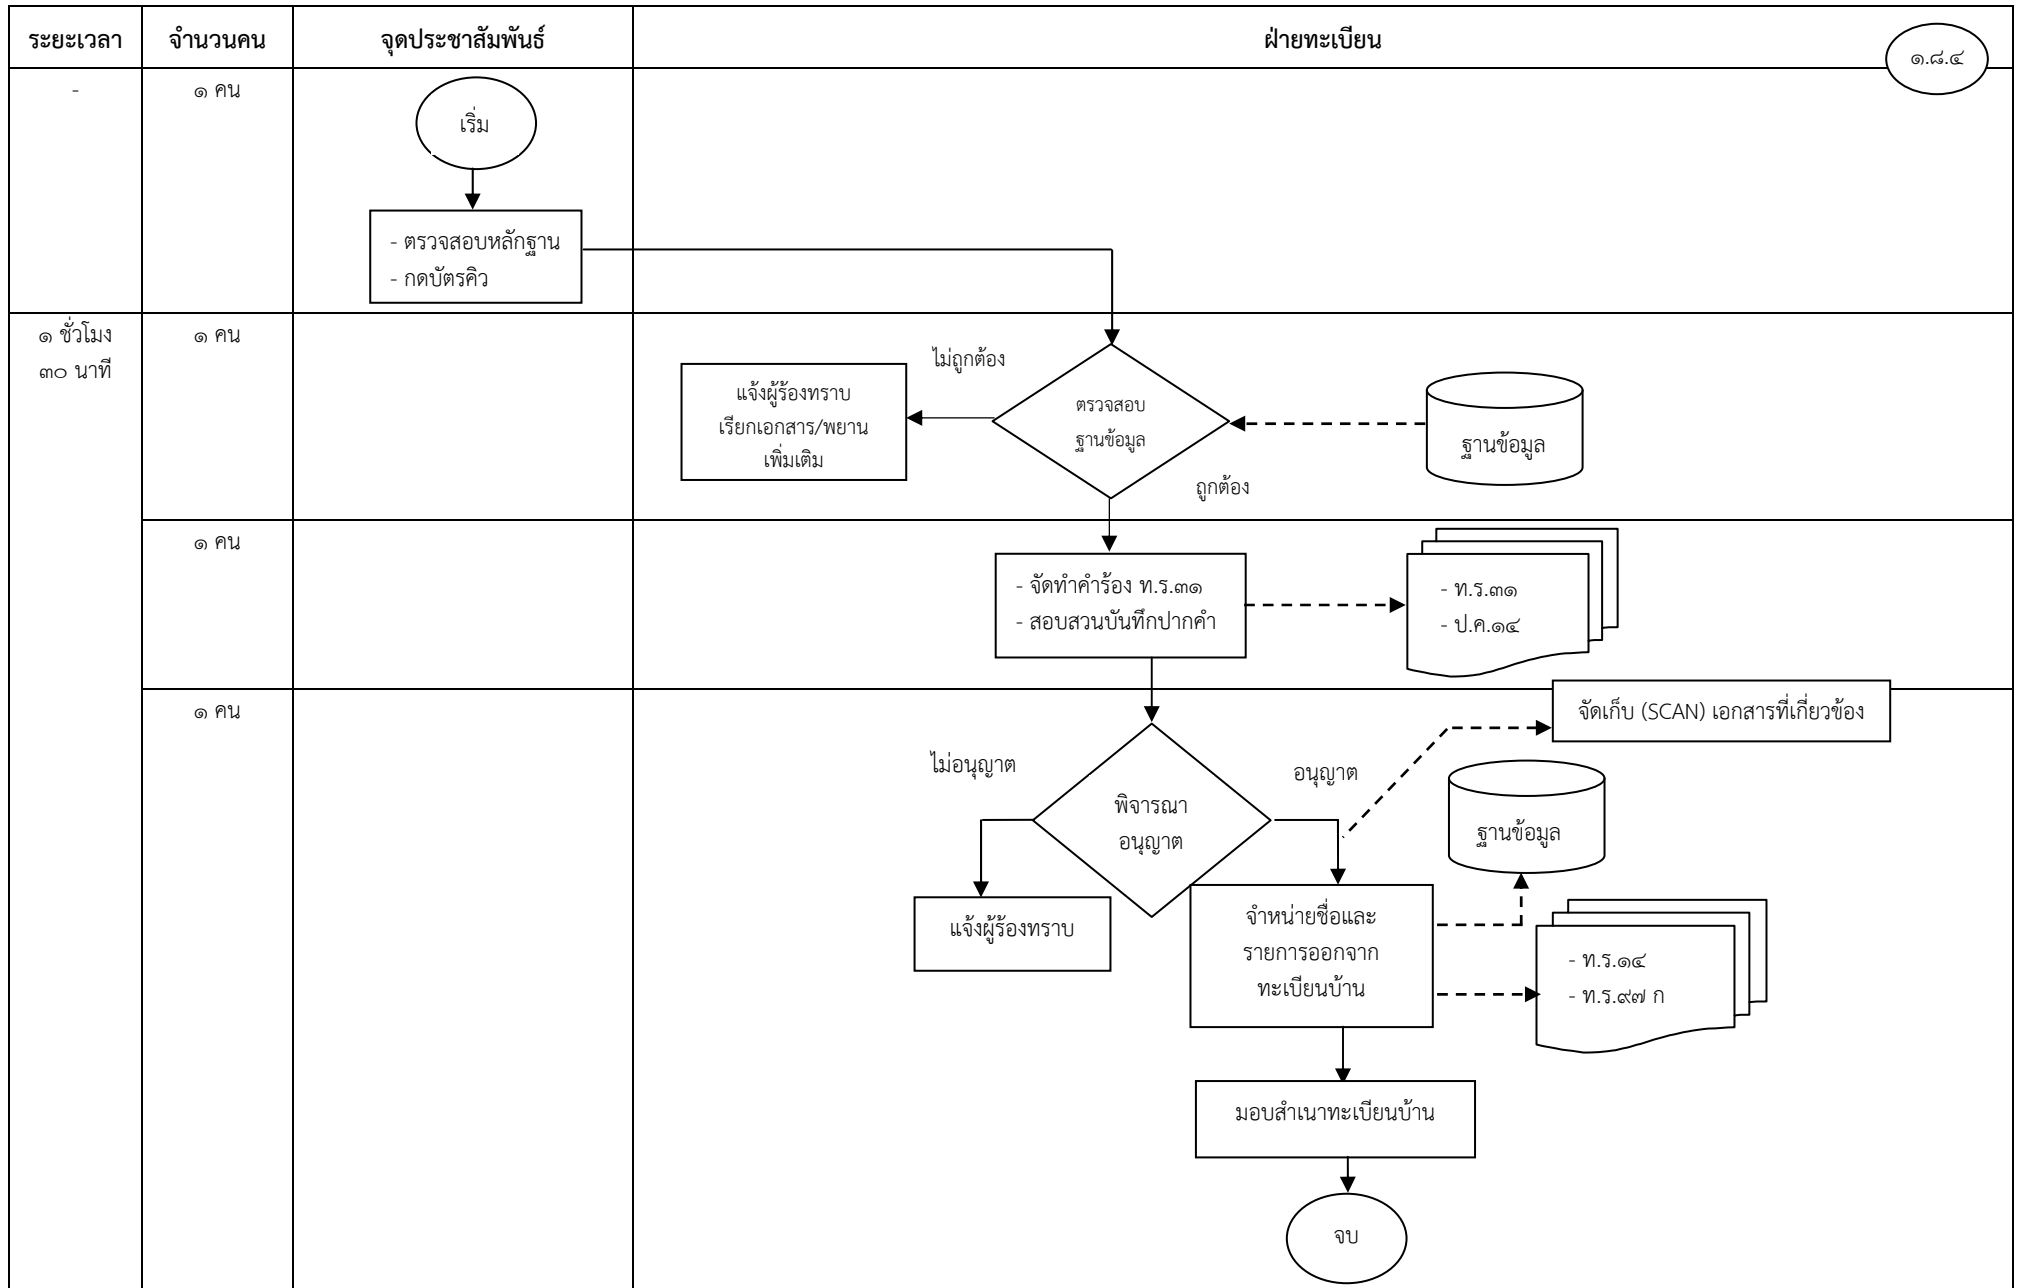 ระยะเวลา
จำนวนคน
จุดประชาสัมพันธ์
ฝ่ายทะเบียน
๑.๘.๔
-
๑ คน
เริ่ม
- ตรวจสอบหลักฐาน
- กดบัตรคิว
๑ ชั่วโมง
๓๐ นาที
๑ คน
ไม่ถูกต้อง
แจ้งผู้ร้องทราบ
เรียกเอกสาร/พยาน
เพิ่มเติม
ตรวจสอบ
ฐานข้อมูล
ฐานข้อมูล
ถูกต้อง
๑ คน
- จัดทำคำร้อง ท.ร.๓๑
- สอบสวนบันทึกปากคำ
- ท.ร.๓๑
- ป.ค.๑๔
๑ คน
จัดเก็บ (SCAN) เอกสารที่เกี่ยวข้อง
ไม่อนุญาต
อนุญาต
พิจารณา
อนุญาต
ฐานข้อมูล
แจ้งผู้ร้องทราบ
จำหน่ายชื่อและ
รายการออกจาก
ทะเบียนบ้าน
- ท.ร.๑๔
- ท.ร.๙๗ ก
มอบสำเนาทะเบียนบ้าน
จบ